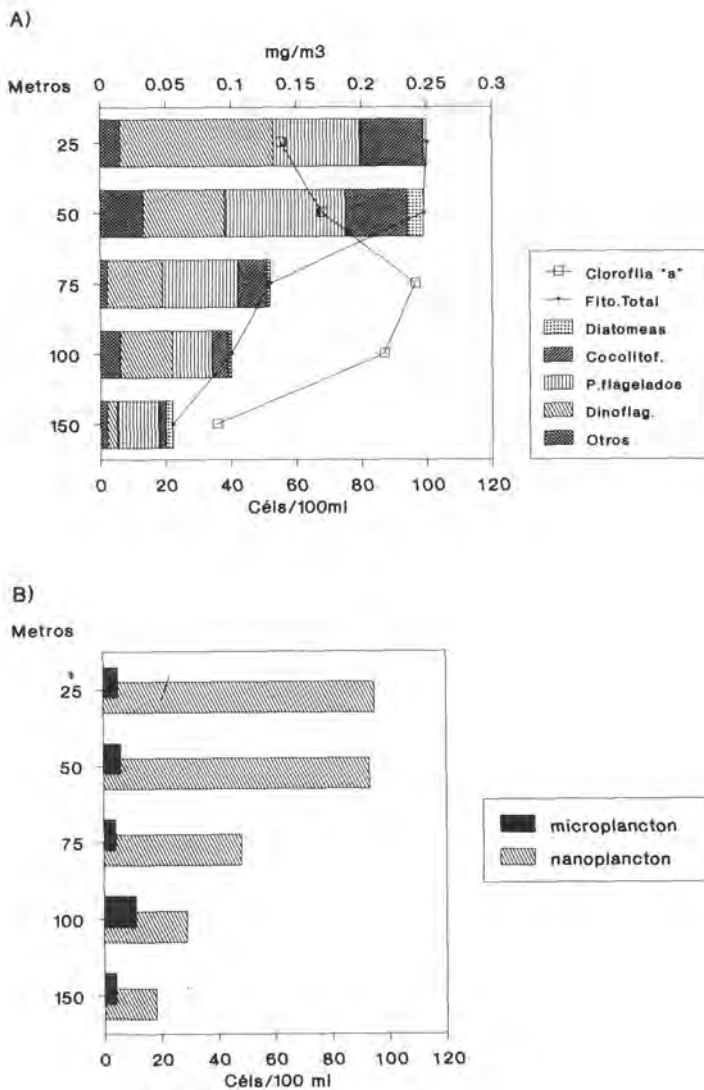 A)
mg/m3
Metros 0 0.05 0.1 0.15 0.2 0.25 0.3
25
50
75
100
150
0 20 40 60 80 100 120
Céls/100ml
Clorofila "a"
Fito.Total
Diatomeas
Cocolitof.
P.flagelados
Dinoflag.
Otros
B)
Metros
25
50
75
100
150
0 20 40 60 80 100 120
Céls/100 ml
microplancton
nanoplancton